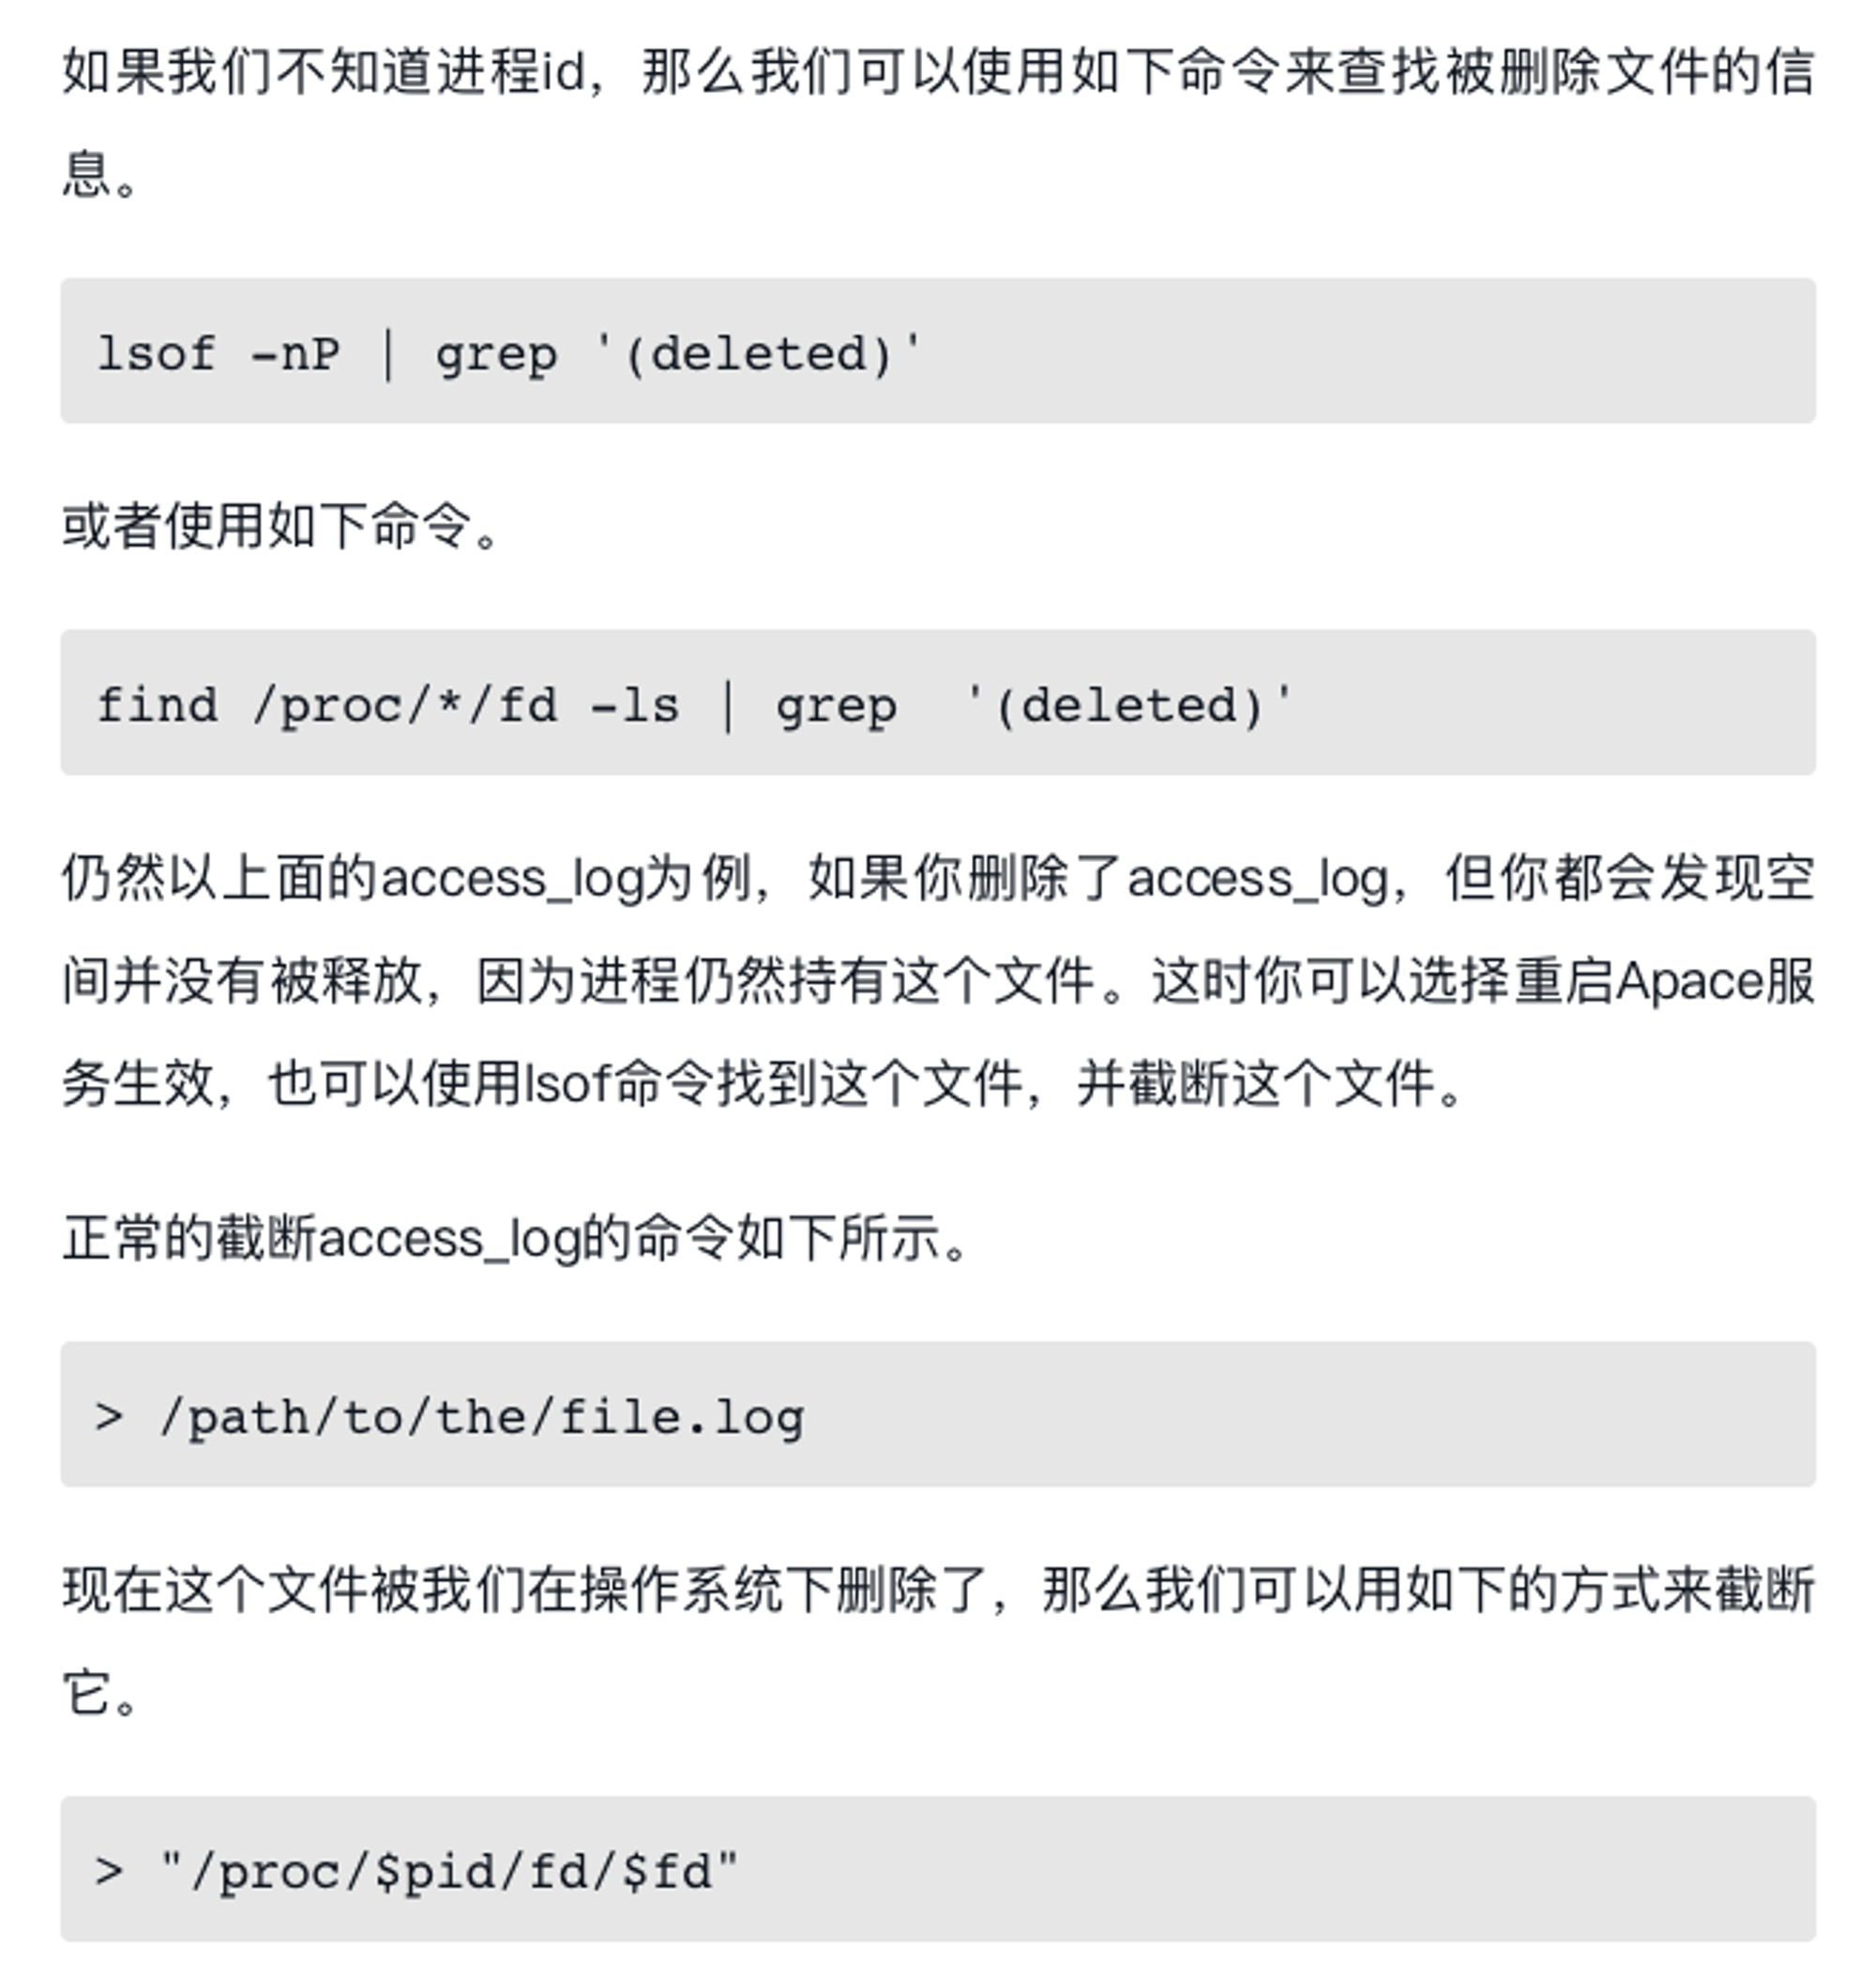 如果我们不知道进程id，那么我们可以使用如下命令来查找被删除文件的信
息。
lsof -nP | grep '(deleted)'
或者使用如下命令。
find /proc/*/fd -ls | grep  '(deleted)'
仍然以上面的access_log为例，如果你删除了access_log，但你都会发现空
间并没有被释放，因为进程仍然持有这个文件。这时你可以选择重启Apace服
务生效，也可以使用lsof命令找到这个文件，并截断这个文件。
正常的截断access_log的命令如下所示。
> /path/to/the/file.log
现在这个文件被我们在操作系统下删除了，那么我们可以用如下的方式来截断
它。
> "/proc/$pid/fd/$fd"